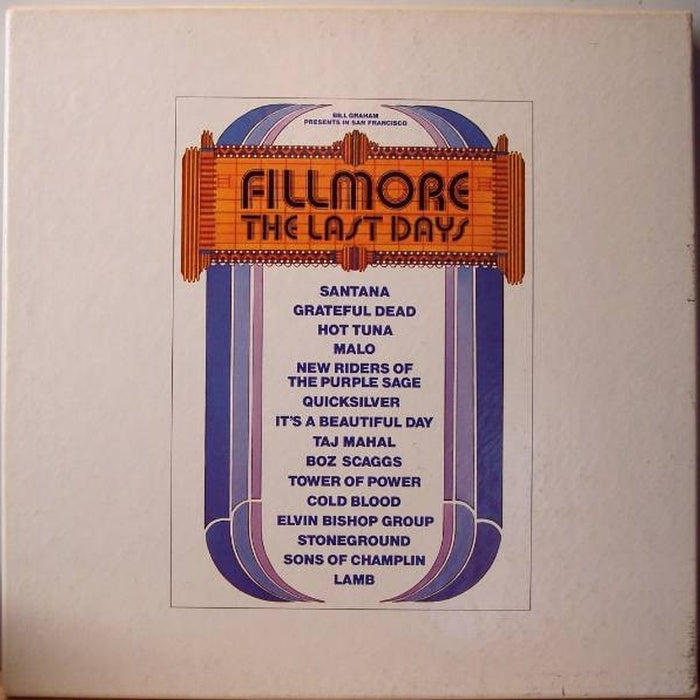 BILL GRAHAM
PRESENTS IN SAN FRANCISCO
FILLMORE
THE LAST DAYS
SANTANA
GRATEFUL DEAD
HOT TUNA
MALO
NEW RIDERS OF
THE PURPLE SAGE
QUICKSILVER
IT'S A BEAUTIFUL DAY
TAJ MAHAL
BOZ SCAGGS
TOWER OF POWER
COLD BLOOD
ELVIN BISHOP GROUP
STONEGROUND
SONS OF CHAMPLIN
LAMB